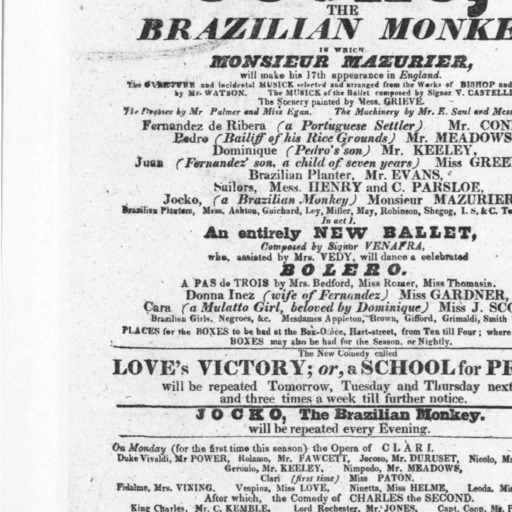 THE
BRAZILIAN MONKE
IN WHICH
MONSIEUR MAZURIER,
will make his 17th appearance in England.
The OVERTURE and incidental MUSICK selected and arranged from the Works of BISHOP and
by Mr. WATSON. The MUSICK of the Ballet composed by Signor V. CASTELLI
The Scenery painted by Mess. GRIEVE.
The Dresses by Mr Palmer and Miss Egan. The Machinery by Mr. E. Saul and Mess
Fernandez de Ribera (a Portuguese Settler) Mr. CON
Pedro (Bailiff of his Rice Grounds) Mr. MEADOWS
Dominique (Pedro's son) Mr. KEELEY,
Juan (Fernandez' son, a child of seven years) Miss GREE
Brazilian Planter, Mr. EVANS,
Sailors, Mess. HENRY and C. PARSLOE,
Jocko, (a Brazilian Monkey) Monsieur MAZURIER
Brazilian Planters, Mess. Ashton, Guichard, Ley, Miller, May, Robinson, Shegog, I. S. & C. T
In act 1.
An entirely NEW BALLET,
Composed by Signor VENAFRA,
who, assisted by Mrs. VEDY, will dance a celebrated
BOLERO.
A PAS de TROIS by Mrs. Bedford, Miss Romer, Miss Thomasin.
Donna Inez (wife of Fernandez) Miss GARDNER,
Cara (a Mulatto Girl, beloved by Dominique) Miss J. SCO
Brazilian Girls, Negroes, &c. Mesdames Appleton, Brown, Gifford, Grimaldi, Smith
PLACES for the BOXES to be had at the Box-Office, Hart-street, from Ten till Four; where
BOXES may also be had for the Season, or Nightly.
The New Comedy called
LOVE's VICTORY; or, a SCHOOL for PR
will be repeated Tomorrow, Tuesday and Thursday next
and three times a week till further notice.
JOCKO, The Brazilian Monkey.
will be repeated every Evening.
On Monday (for the first time this season) the Opera of CLARI.
Duke Vivaldi, Mr POWER, Rolamo, Mr. FAWCETT, Jocoso, Mr. DURUSET, Nicolo, M
Geronio, Mr. KEELEY, Nimpedo, Mr. MEADOWS,
Clari (first time) Miss PATON.
Fidalma, Mrs. VINING, Vespina, Miss LOVE, Ninetta, Miss HELME, Leoda, Mi
After which, the Comedy of CHARLES the SECOND.
King Charles, Mr. C. KEMBLE, Lord Rochester, Mr. JONES, Capt. Copp, Mr. F